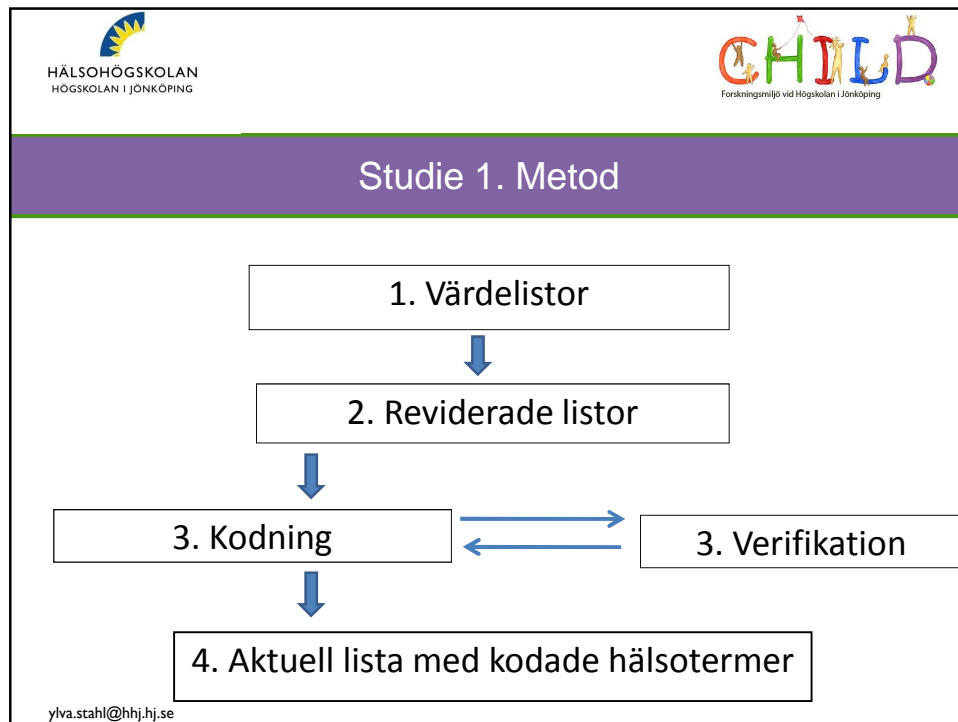 HÄLSOHÖGSKOLAN
HÖGSKOLAN I JÖNKÖPING
CHILD
Forskningsmiljö vid Högskolan i Jönköping
Studie 1. Metod
1. Värdelistor
2. Reviderade listor
3. Kodning
3. Verifikation
4. Aktuell lista med kodade hälsotermer
ylva.stahl@hhj.hj.se